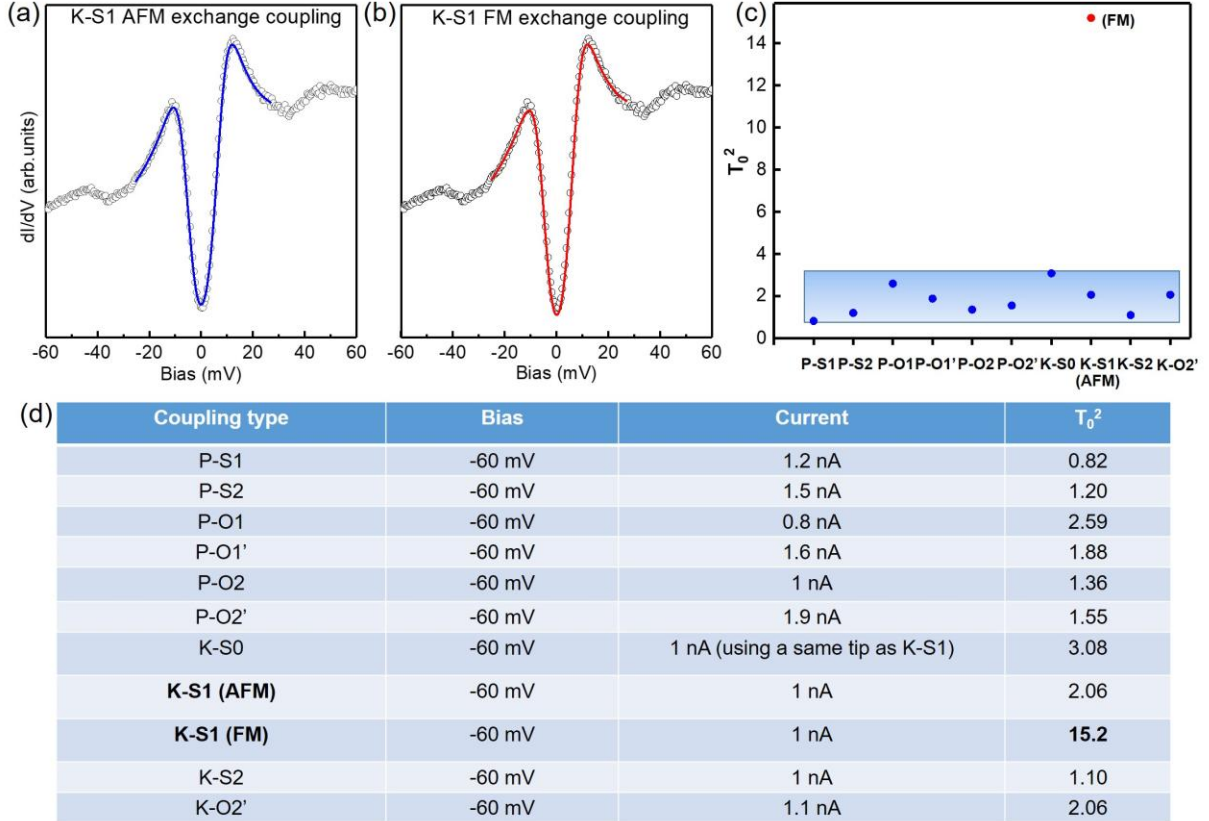 (a) K-S1 AFM exchange coupling
dI/dV (arb.units)
-60 -40 -20 0 20 40 60
Bias (mV)
(b) K-S1 FM exchange coupling
-60 -40 -20 0 20 40 60
Bias (mV)
(c)
(FM)
T₀²
14
12
10
8
6
4
2
0
P-S1 P-S2 P-O1 P-O1' P-O2 P-O2' K-S0 K-S1 K-S2 K-O2'
(AFM)
(d)
Coupling type Bias Current T₀²
P-S1 -60 mV 1.2 nA 0.82
P-S2 -60 mV 1.5 nA 1.20
P-O1 -60 mV 0.8 nA 2.59
P-O1’ -60 mV 1.6 nA 1.88
P-O2 -60 mV 1 nA 1.36
P-O2’ -60 mV 1.9 nA 1.55
K-S0 -60 mV 1 nA (using a same tip as K-S1) 3.08
K-S1 (AFM) -60 mV 1 nA 2.06
K-S1 (FM) -60 mV 1 nA 15.2
K-S2 -60 mV 1 nA 1.10
K-O2’ -60 mV 1.1 nA 2.06